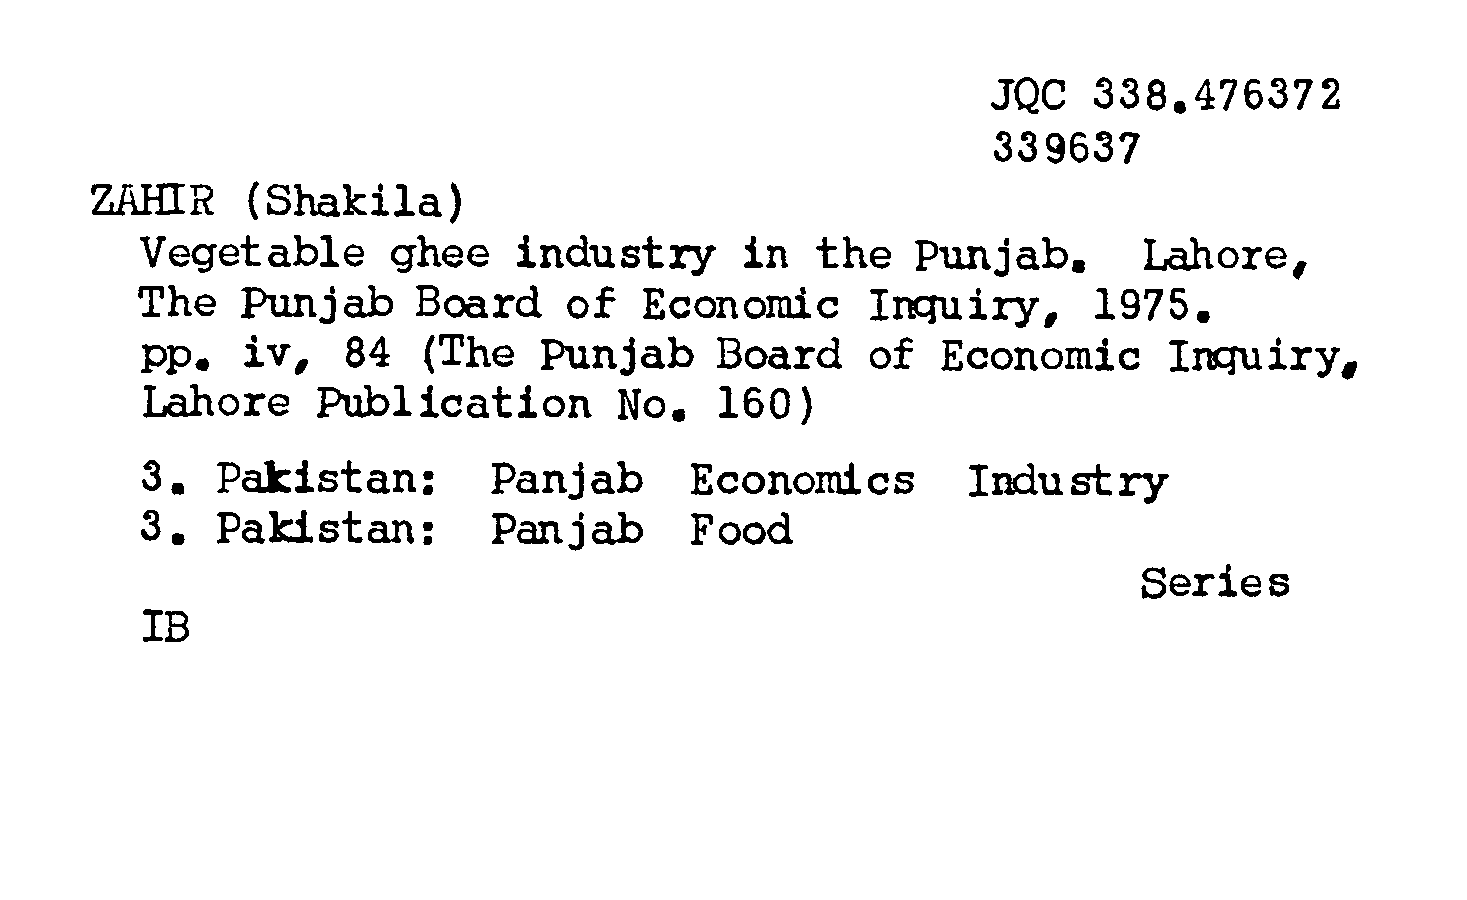 JQC 338.476372
339637
ZAHIR (Shakila)
Vegetable ghee industry in the Punjab. Lahore,
The Punjab Board of Economic Inquiry, 1975.
pp. iv, 84 (The Punjab Board of Economic Inquiry,
Lahore Publication No. 160)
3. Pakistan: Panjab Economics Industry
3. Pakistan: Panjab Food
Series
IB